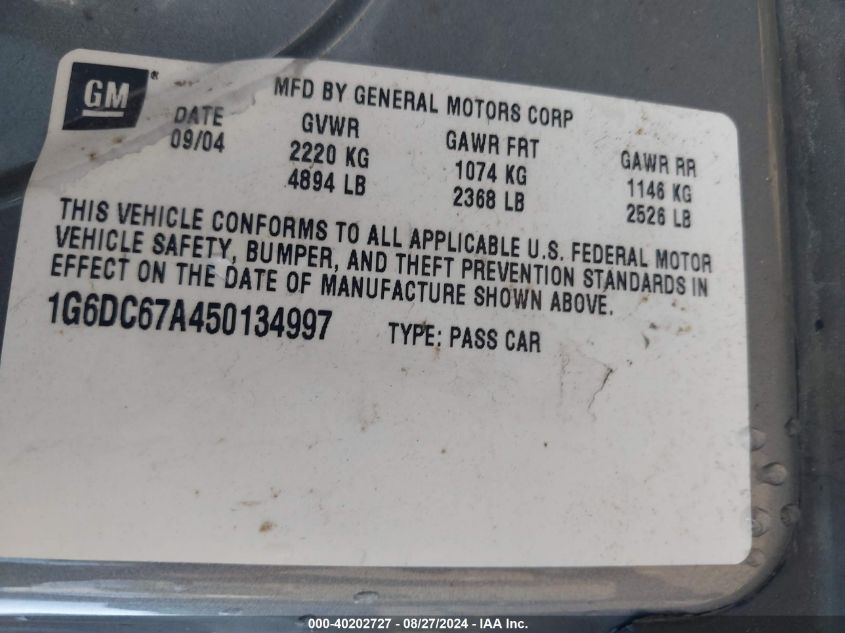 GM®
MFD BY GENERAL MOTORS CORP
DATE GVWR GAWR FRT GAWR RR
09/04 2220 KG 1074 KG 1146 KG
4894 LB 2368 LB 2526 LB
THIS VEHICLE CONFORMS TO ALL APPLICABLE U.S. FEDERAL MOTOR
VEHICLE SAFETY, BUMPER, AND THEFT PREVENTION STANDARDS IN
EFFECT ON THE DATE OF MANUFACTURE SHOWN ABOVE.
1G6DC67A450134997 TYPE: PASS CAR
000-40202727 - 08/27/2024 - IAA Inc.